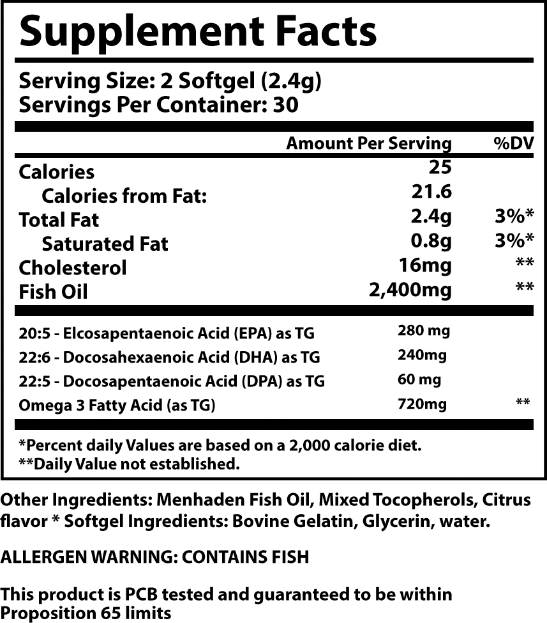 Supplement Facts
Serving Size: 2 Softgel (2.4g)
Servings Per Container: 30
Amount Per Serving %DV
Calories 25
Calories from Fat: 21.6
Total Fat 2.4g 3%*
Saturated Fat 0.8g 3%*
Cholesterol 16mg **
Fish Oil 2,400mg **
20:5 - Elcosapentaenoic Acid (EPA) as TG 280 mg
22:6 - Docosahexaenoic Acid (DHA) as TG 240mg
22:5 - Docosapentaenoic Acid (DPA) as TG 60 mg
Omega 3 Fatty Acid (as TG) 720mg **
*Percent daily Values are based on a 2,000 calorie diet.
**Daily Value not established.
Other Ingredients: Menhaden Fish Oil, Mixed Tocopherols, Citrus
flavor * Softgel Ingredients: Bovine Gelatin, Glycerin, water.
ALLERGEN WARNING: CONTAINS FISH
This product is PCB tested and guaranteed to be within
Proposition 65 limits